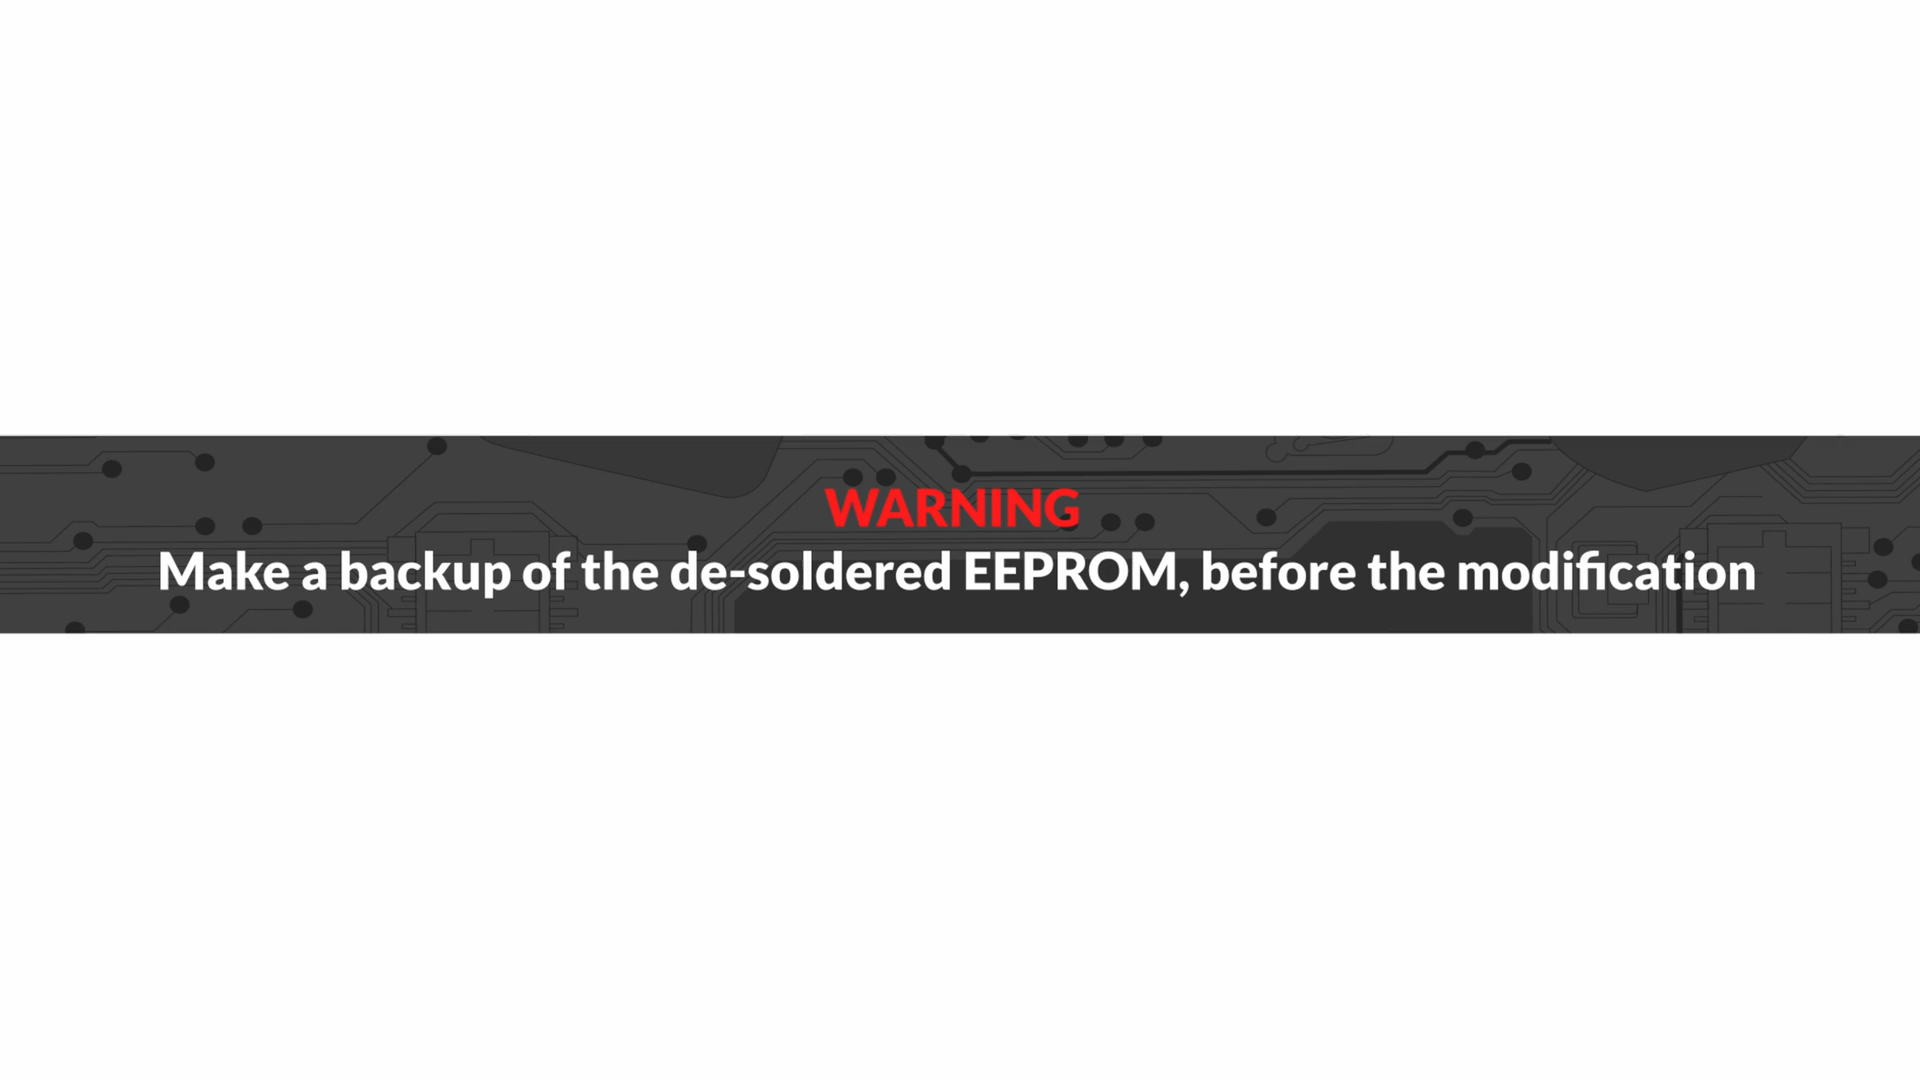 WARNING
Make a backup of the de-soldered EEPROM, before the modification